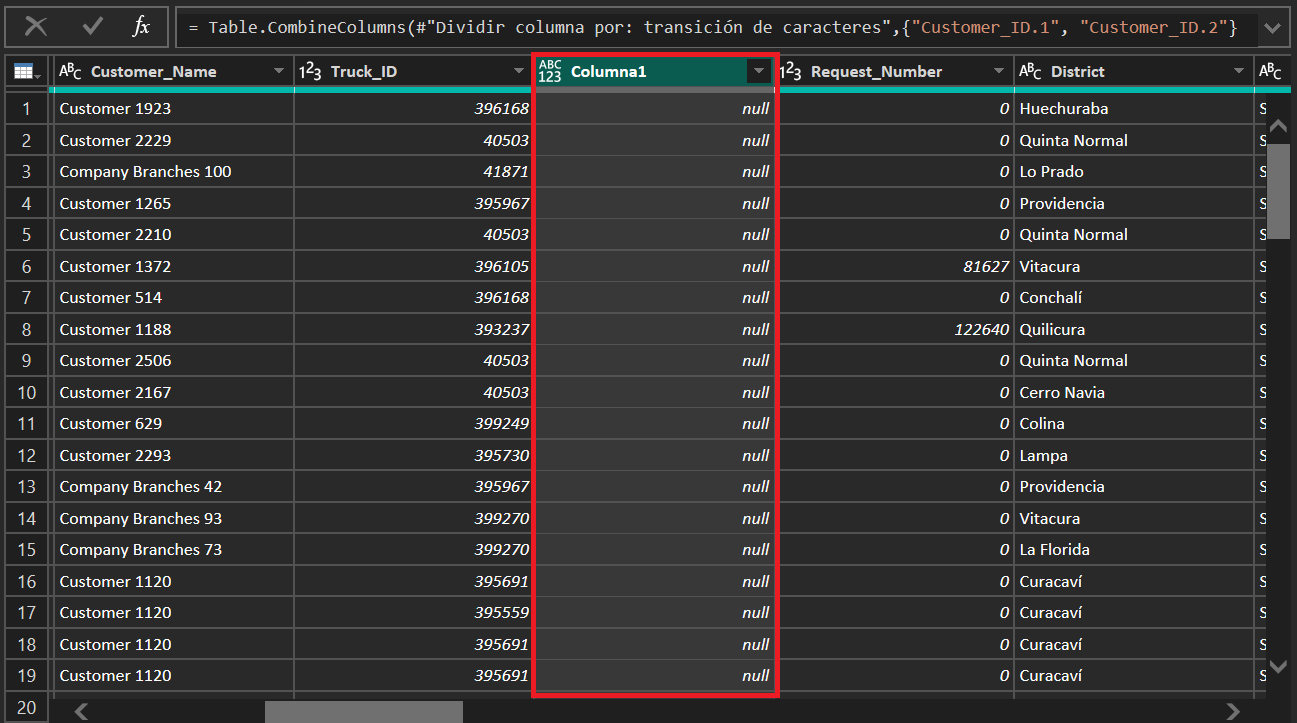 fx = Table.CombineColumns(#"Dividir columna por: transición de caracteres",{"Customer_ID.1", "Customer_ID.2"}
ABC Customer_Name 123 Truck_ID ABC 123 Columna1 123 Request_Number ABC District ABC
1 Customer 1923 396168 null 0 Huechuraba S
2 Customer 2229 40503 null 0 Quinta Normal S
3 Company Branches 100 41871 null 0 Lo Prado S
4 Customer 1265 395967 null 0 Providencia S
5 Customer 2210 40503 null 0 Quinta Normal S
6 Customer 1372 396105 null 81627 Vitacura S
7 Customer 514 396168 null 0 Conchalí S
8 Customer 1188 393237 null 122640 Quilicura S
9 Customer 2506 40503 null 0 Quinta Normal S
10 Customer 2167 40503 null 0 Cerro Navia S
11 Customer 629 399249 null 0 Colina S
12 Customer 2293 395730 null 0 Lampa S
13 Company Branches 42 395967 null 0 Providencia S
14 Company Branches 93 399270 null 0 Vitacura S
15 Company Branches 73 399270 null 0 La Florida S
16 Customer 1120 395691 null 0 Curacaví S
17 Customer 1120 395559 null 0 Curacaví S
18 Customer 1120 395691 null 0 Curacaví S
19 Customer 1120 395691 null 0 Curacaví S
20